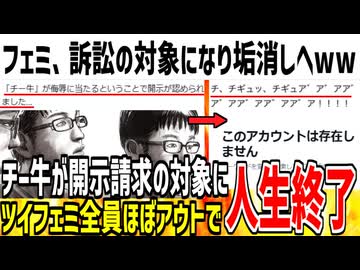 フェミ、訴訟の対象になり垢消しへww
「チー牛」が侮辱に当たるということで開示が認められ
ました...
チ、チギュッ、チギュア゛ア゛アア゛
ア゛アア゛アア゛ア゛ア゛ア！！！！
このアカウントは存在し
ません
チー牛が開示請求の対象に
ツイフェミ全員ほぼアウトで人生終了